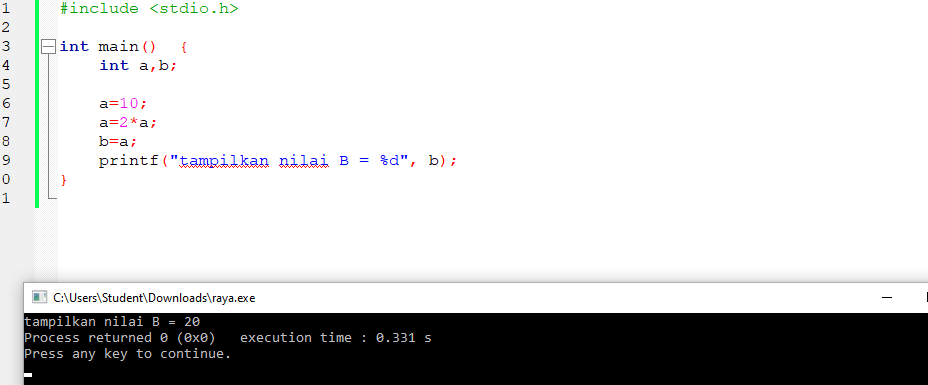 1 #include <stdio.h>
2
3 int main()  {
4 int a,b;
5
6 a=10;
7 a=2*a;
8 b=a;
9 printf("tampilkan nilai B = %d", b);
0 }
1
C:\Users\Student\Downloads\raya.exe
tampilkan nilai B = 20
Process returned 0 (0x0)   execution time : 0.331 s
Press any key to continue.